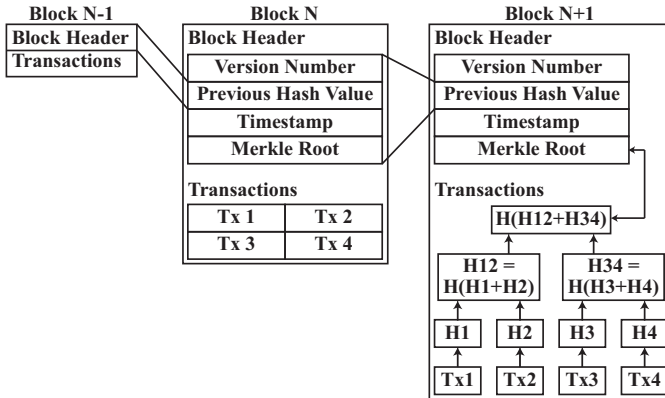 Block N-1
Block Header
Transactions
Block N
Block Header
Version Number
Previous Hash Value
Timestamp
Merkle Root
Transactions
Tx 1 Tx 2
Tx 3 Tx 4
Block N+1
Block Header
Version Number
Previous Hash Value
Timestamp
Merkle Root
Transactions
H(H12+H34)
H12 =
H(H1+H2)
H34 =
H(H3+H4)
H1 H2 H3 H4
Tx1 Tx2 Tx3 Tx4